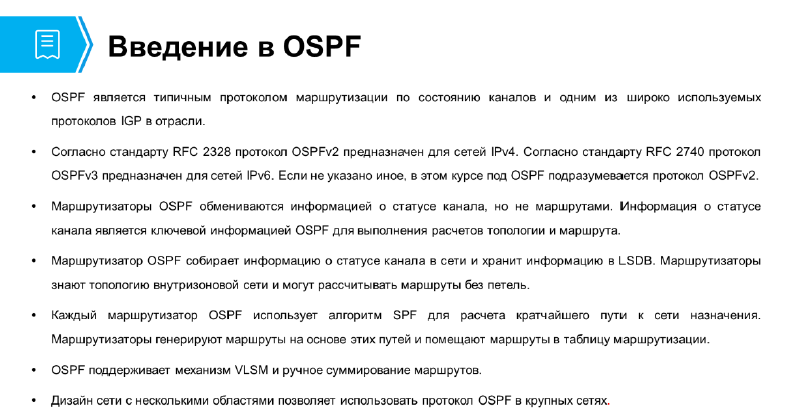 Введение в OSPF
• OSPF является типичным протоколом маршрутизации по состоянию каналов и одним из широко используемых
протоколов IGP в отрасли.
• Согласно стандарту RFC 2328 протокол OSPFv2 предназначен для сетей IPv4. Согласно стандарту RFC 2740 протокол
OSPFv3 предназначен для сетей IPv6. Если не указано иное, в этом курсе под OSPF подразумевается протокол OSPFv2.
• Маршрутизаторы OSPF обмениваются информацией о статусе канала, но не маршрутами. Информация о статусе
канала является ключевой информацией OSPF для выполнения расчетов топологии и маршрута.
• Маршрутизатор OSPF собирает информацию о статусе канала в сети и хранит информацию в LSDB. Маршрутизаторы
знают топологию внутризоновой сети и могут рассчитывать маршруты без петель.
• Каждый маршрутизатор OSPF использует алгоритм SPF для расчета кратчайшего пути к сети назначения.
Маршрутизаторы генерируют маршруты на основе этих путей и помещают маршруты в таблицу маршрутизации.
• OSPF поддерживает механизм VLSM и ручное суммирование маршрутов.
• Дизайн сети с несколькими областями позволяет использовать протокол OSPF в крупных сетях.